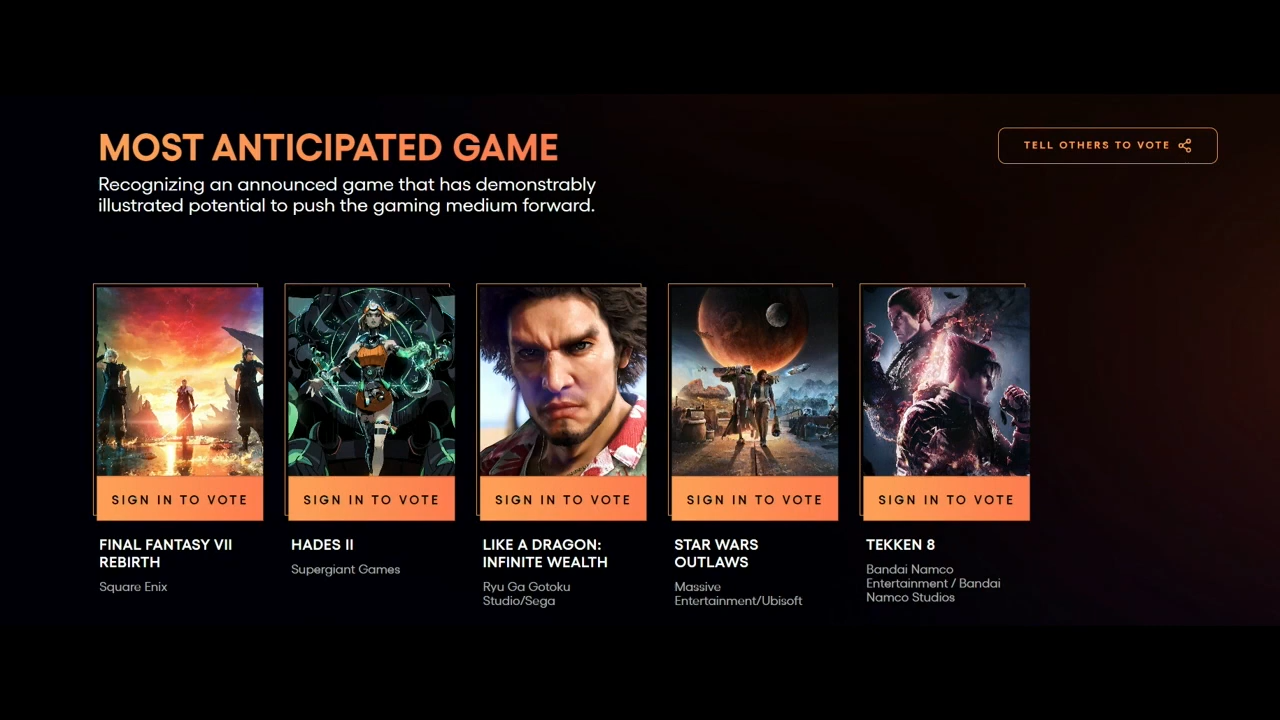 MOST ANTICIPATED GAME
TELL OTHERS TO VOTE
Recognizing an announced game that has demonstrably
illustrated potential to push the gaming medium forward.
SIGN IN TO VOTE
SIGN IN TO VOTE
SIGN IN TO VOTE
SIGN IN TO VOTE
SIGN IN TO VOTE
FINAL FANTASY VII
REBIRTH
Square Enix
HADES II
Supergiant Games
LIKE A DRAGON:
INFINITE WEALTH
Ryu Ga Gotoku
Studio/Sega
STAR WARS
OUTLAWS
Massive
Entertainment/Ubisoft
TEKKEN 8
Bandai Namco
Entertainment / Bandai
Namco Studios